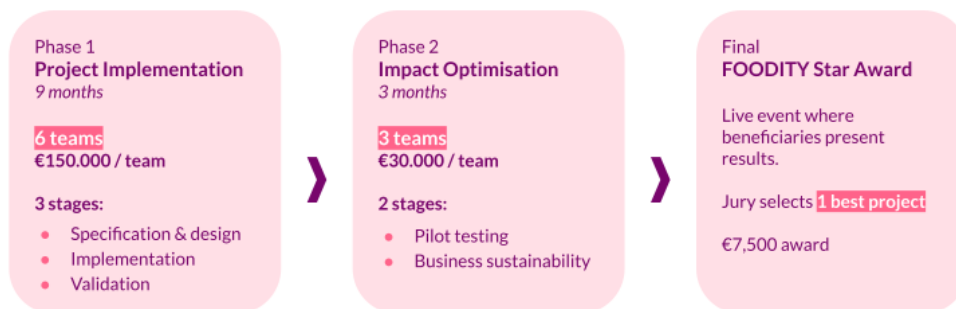 Phase 1
Project Implementation
9 months
6 teams
€150.000 / team
3 stages:
Specification & design
Implementation
Validation
Phase 2
Impact Optimisation
3 months
3 teams
€30.000 / team
2 stages:
Pilot testing
Business sustainability
Final
FOODITY Star Award
Live event where
beneficiaries present
results.
Jury selects 1 best project
€7,500 award